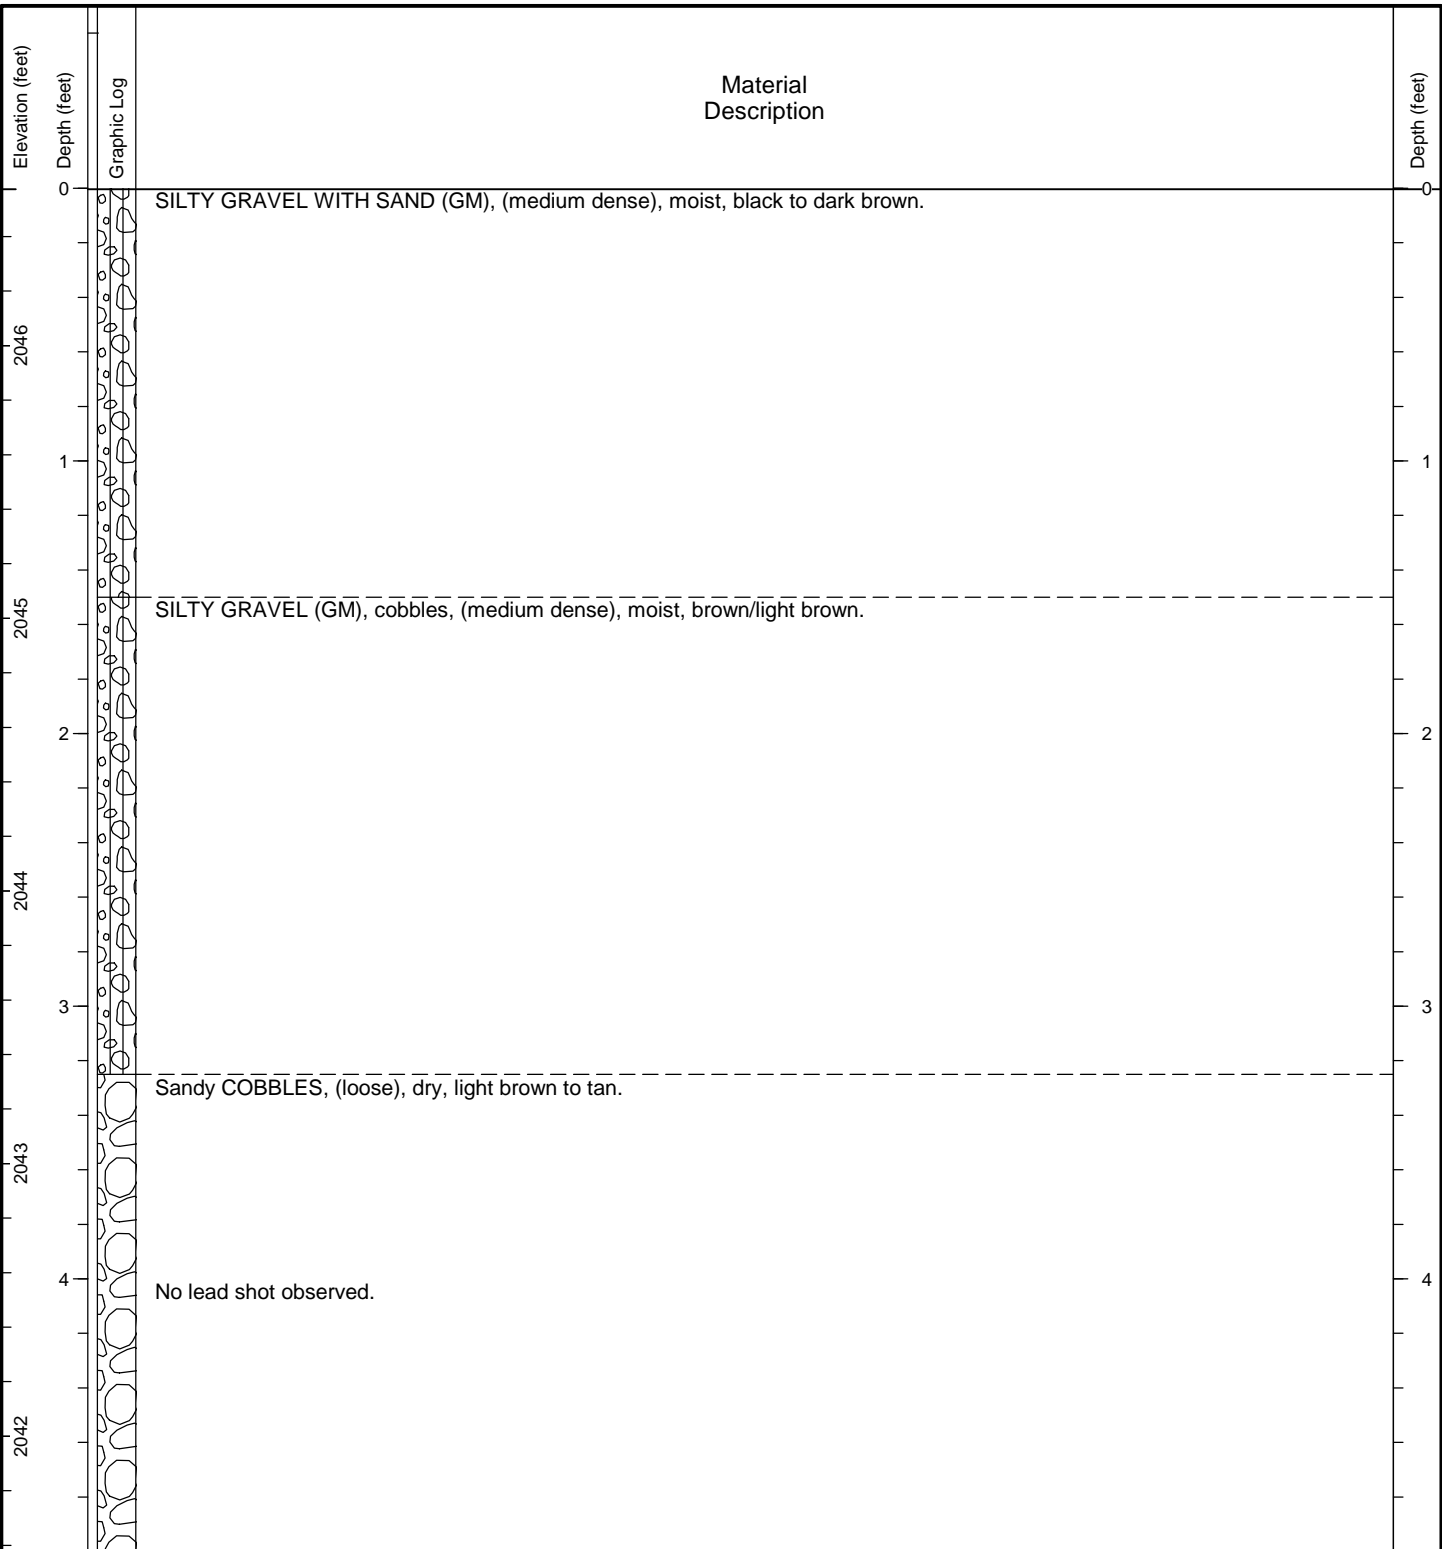 Elevation (feet)
Depth (feet)
Graphic Log
Material
Description
Depth (feet)
0
SILTY GRAVEL WITH SAND (GM), (medium dense), moist, black to dark brown.
0
2046
1
1
SILTY GRAVEL (GM), cobbles, (medium dense), moist, brown/light brown.
2045
2
2
2044
3
3
Sandy COBBLES, (loose), dry, light brown to tan.
2043
4
No lead shot observed.
4
2042